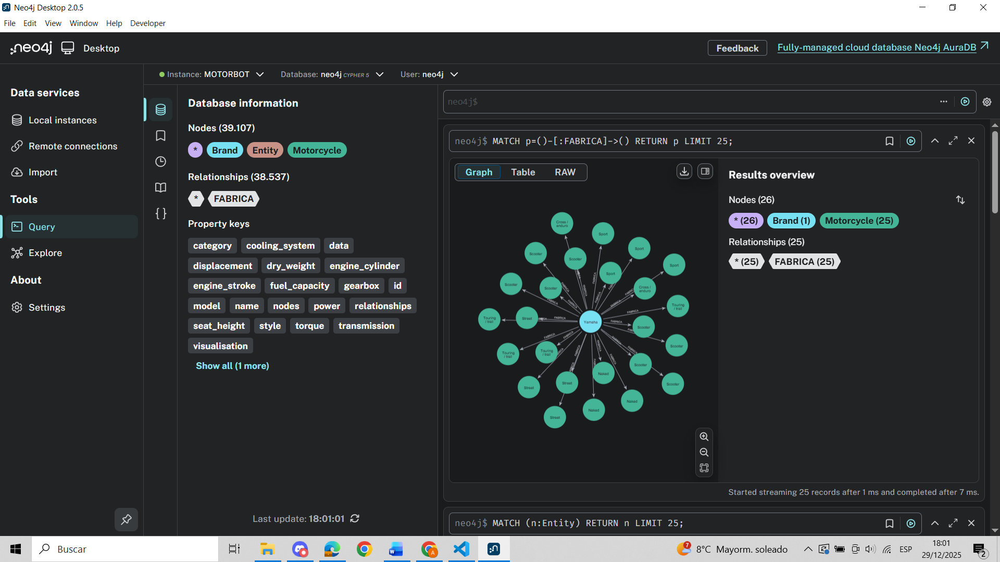 Neo4j Desktop 2.0.5
File Edit View Window Help Developer
neo4j Desktop
Feedback
Fully-managed cloud database Neo4j AuraDB
Instance: MOTORBOT
Database: neo4j CYPHER 5
User: neo4j
Data services
Local instances
Remote connections
Import
Tools
Query
Explore
About
Settings
Database information
Nodes (39.107)
* Brand Entity Motorcycle
Relationships (38.537)
* FABRICA
Property keys
category cooling_system data
displacement dry_weight engine_cylinder
engine_stroke fuel_capacity gearbox id
model name nodes power relationships
seat_height style torque transmission
visualisation
Show all (1 more)
Last update: 18:01:01
neo4j$
neo4j$ MATCH p=()-[:FABRICA]->() RETURN p LIMIT 25;
Graph Table RAW
Cross / enduro
Sport
Sport
Scooter
Scooter
Sport
Sport
Scooter
Scooter
Cross / enduro
Touring / trail
Touring / trail
Street
Yamaha
Scooter
Scooter
Touring / trail
Touring / trail
Scooter
Naked
Street
Street
Scooter
Naked
Naked
Street
FABRICA
FABRICA
FABRICA
FABRICA
FABRICA
FABRICA
FABRICA
Results overview
Nodes (26)
* (26) Brand (1) Motorcycle (25)
Relationships (25)
* (25) FABRICA (25)
Started streaming 25 records after 1 ms and completed after 7 ms.
neo4j$ MATCH (n:Entity) RETURN n LIMIT 25;
Buscar
7
8°C Mayorm. soleado
ESP
18:01
29/12/2025
2